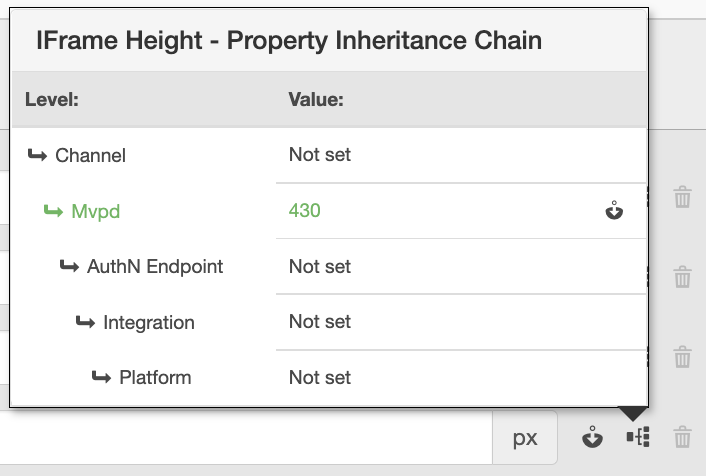 IFrame Height - Property Inheritance Chain
Level: Value:
Channel Not set
Mvpd 430
AuthN Endpoint Not set
Integration Not set
Platform Not set
px